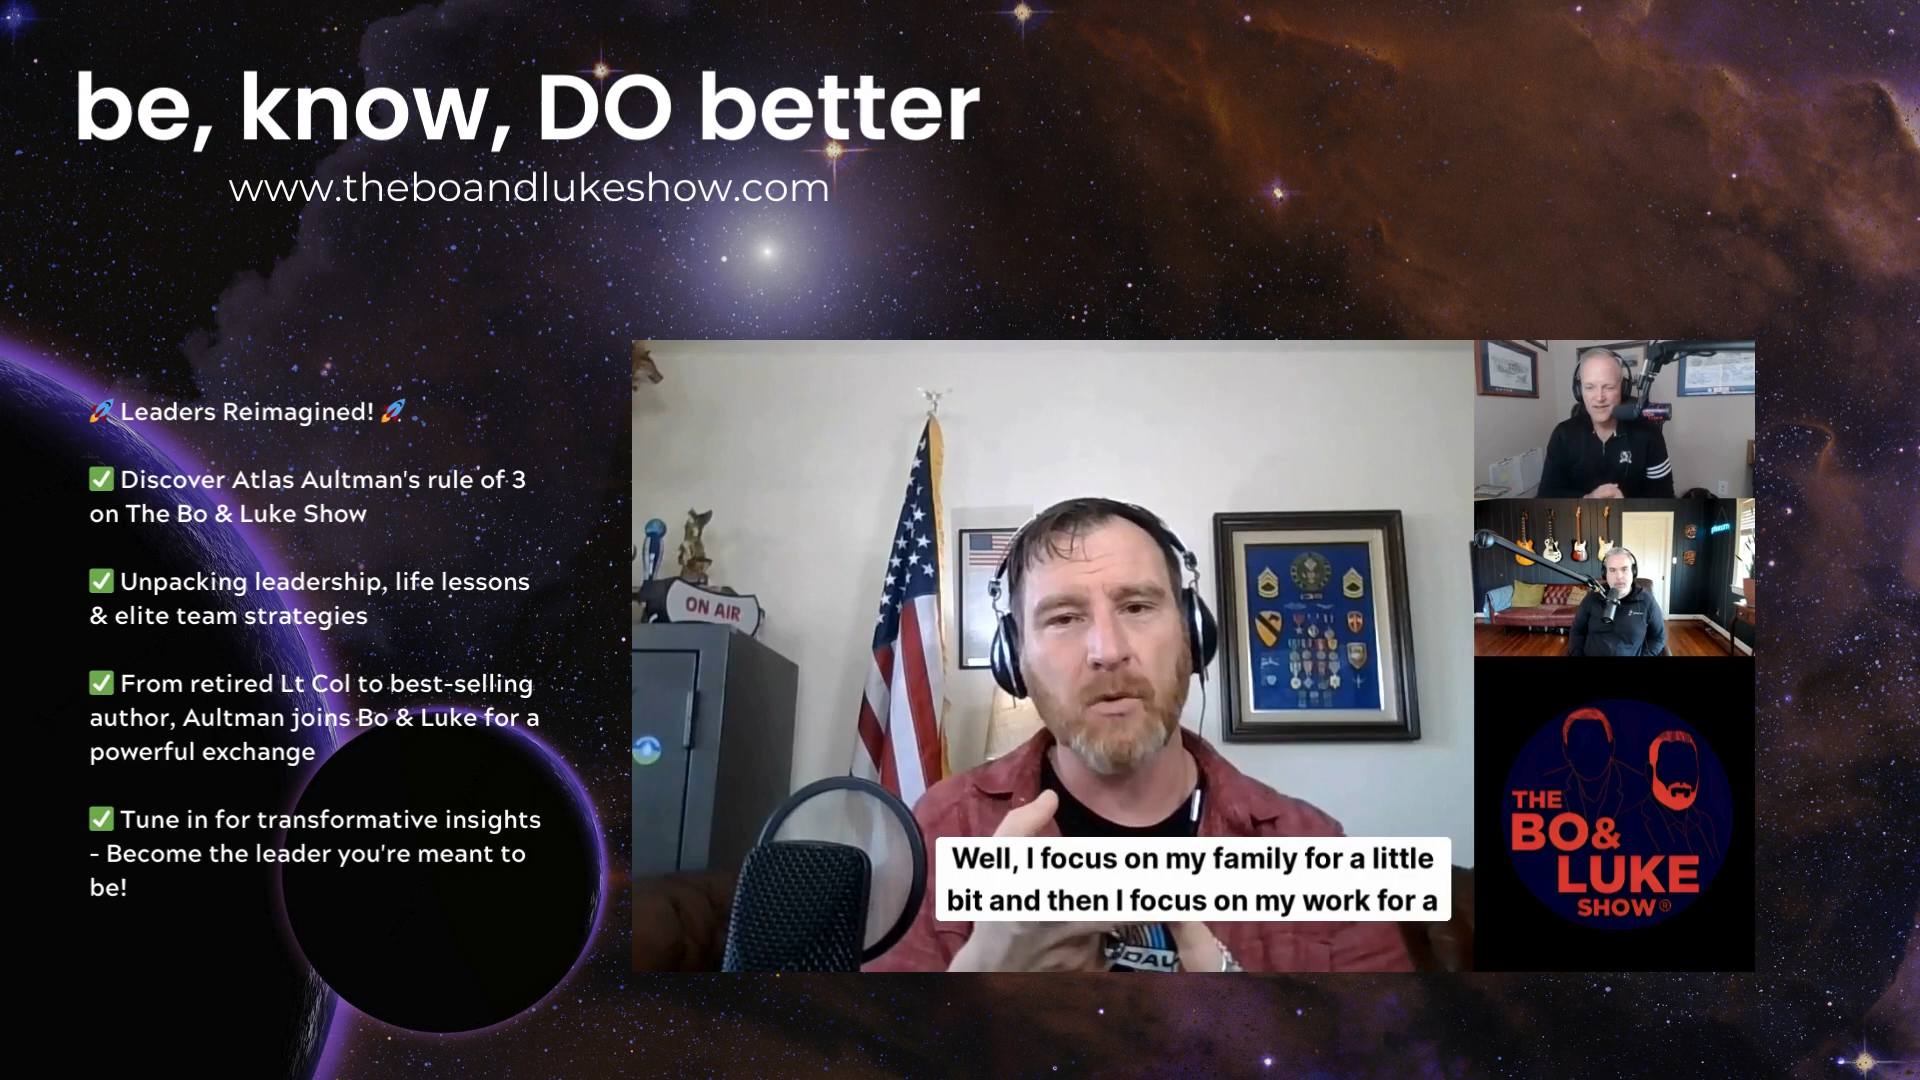 be, know, DO better
www.theboandlukeshow.com
🚀 Leaders Reimagined! 🚀
✅ Discover Atlas Aultman's rule of 3
on The Bo & Luke Show
✅ Unpacking leadership, life lessons
& elite team strategies
✅ From retired Lt Col to best-selling
author, Aultman joins Bo & Luke for a
powerful exchange
✅ Tune in for transformative insights
- Become the leader you're meant to
be!
ON AIR
Well, I focus on my family for a little
bit and then I focus on my work for a
THE
BO&
LUKE
SHOW®